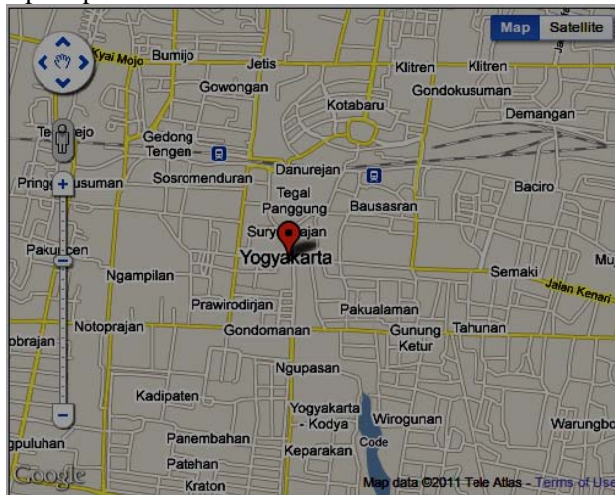 Map Satellite
Kyai Mojo
Bumijo
Jetis
Klitren
Klitren
Gowongan
Gondokusuman
Kotabaru
Demangan
Gedong
Tengen
Danurejan
Sosromenduran
Baciro
Tegal
Panggung
Bausasran
Yogyakarta
Ngampilan
Semaki
Jalan Kenari
Prawirodirjan
Pakualaman
Notoprajan
Gondomanan
Gunung
Ketur
Tahunan
Ngupasan
Kadipaten
Yogyakarta
- Kodya
Wirogunan
Code
Panembahan
Keparakan
Patehan
Kraton
Google
Map data ©2011 Tele Atlas - Terms of Use